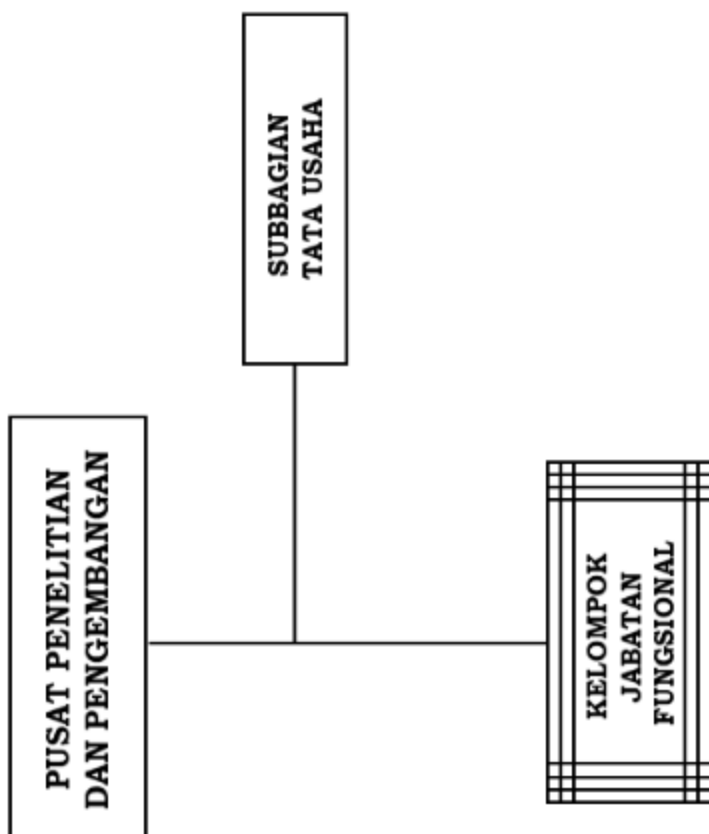 PUSAT PENELITIAN
DAN PENGEMBANGAN
SUBBAGIAN
TATA USAHA
KELOMPOK
JABATAN
FUNGSIONAL